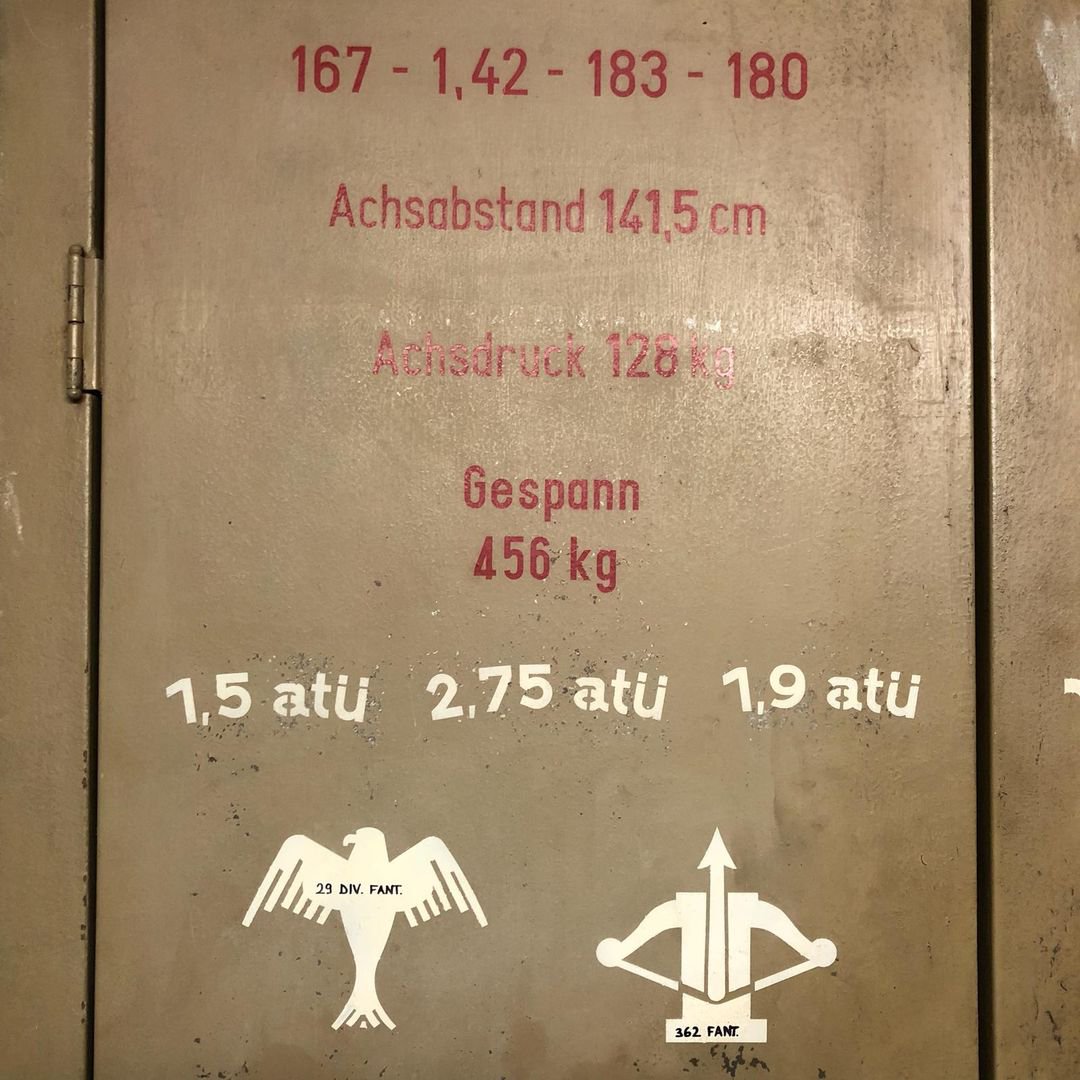 167 - 1,42 - 183 - 180
Achsabstand 141,5 cm
Achsdruck 128 kg
Gespann
456 kg
1,5 atü 2,75 atü 1,9 atü
29 DIV. FANT.
362 FANT.